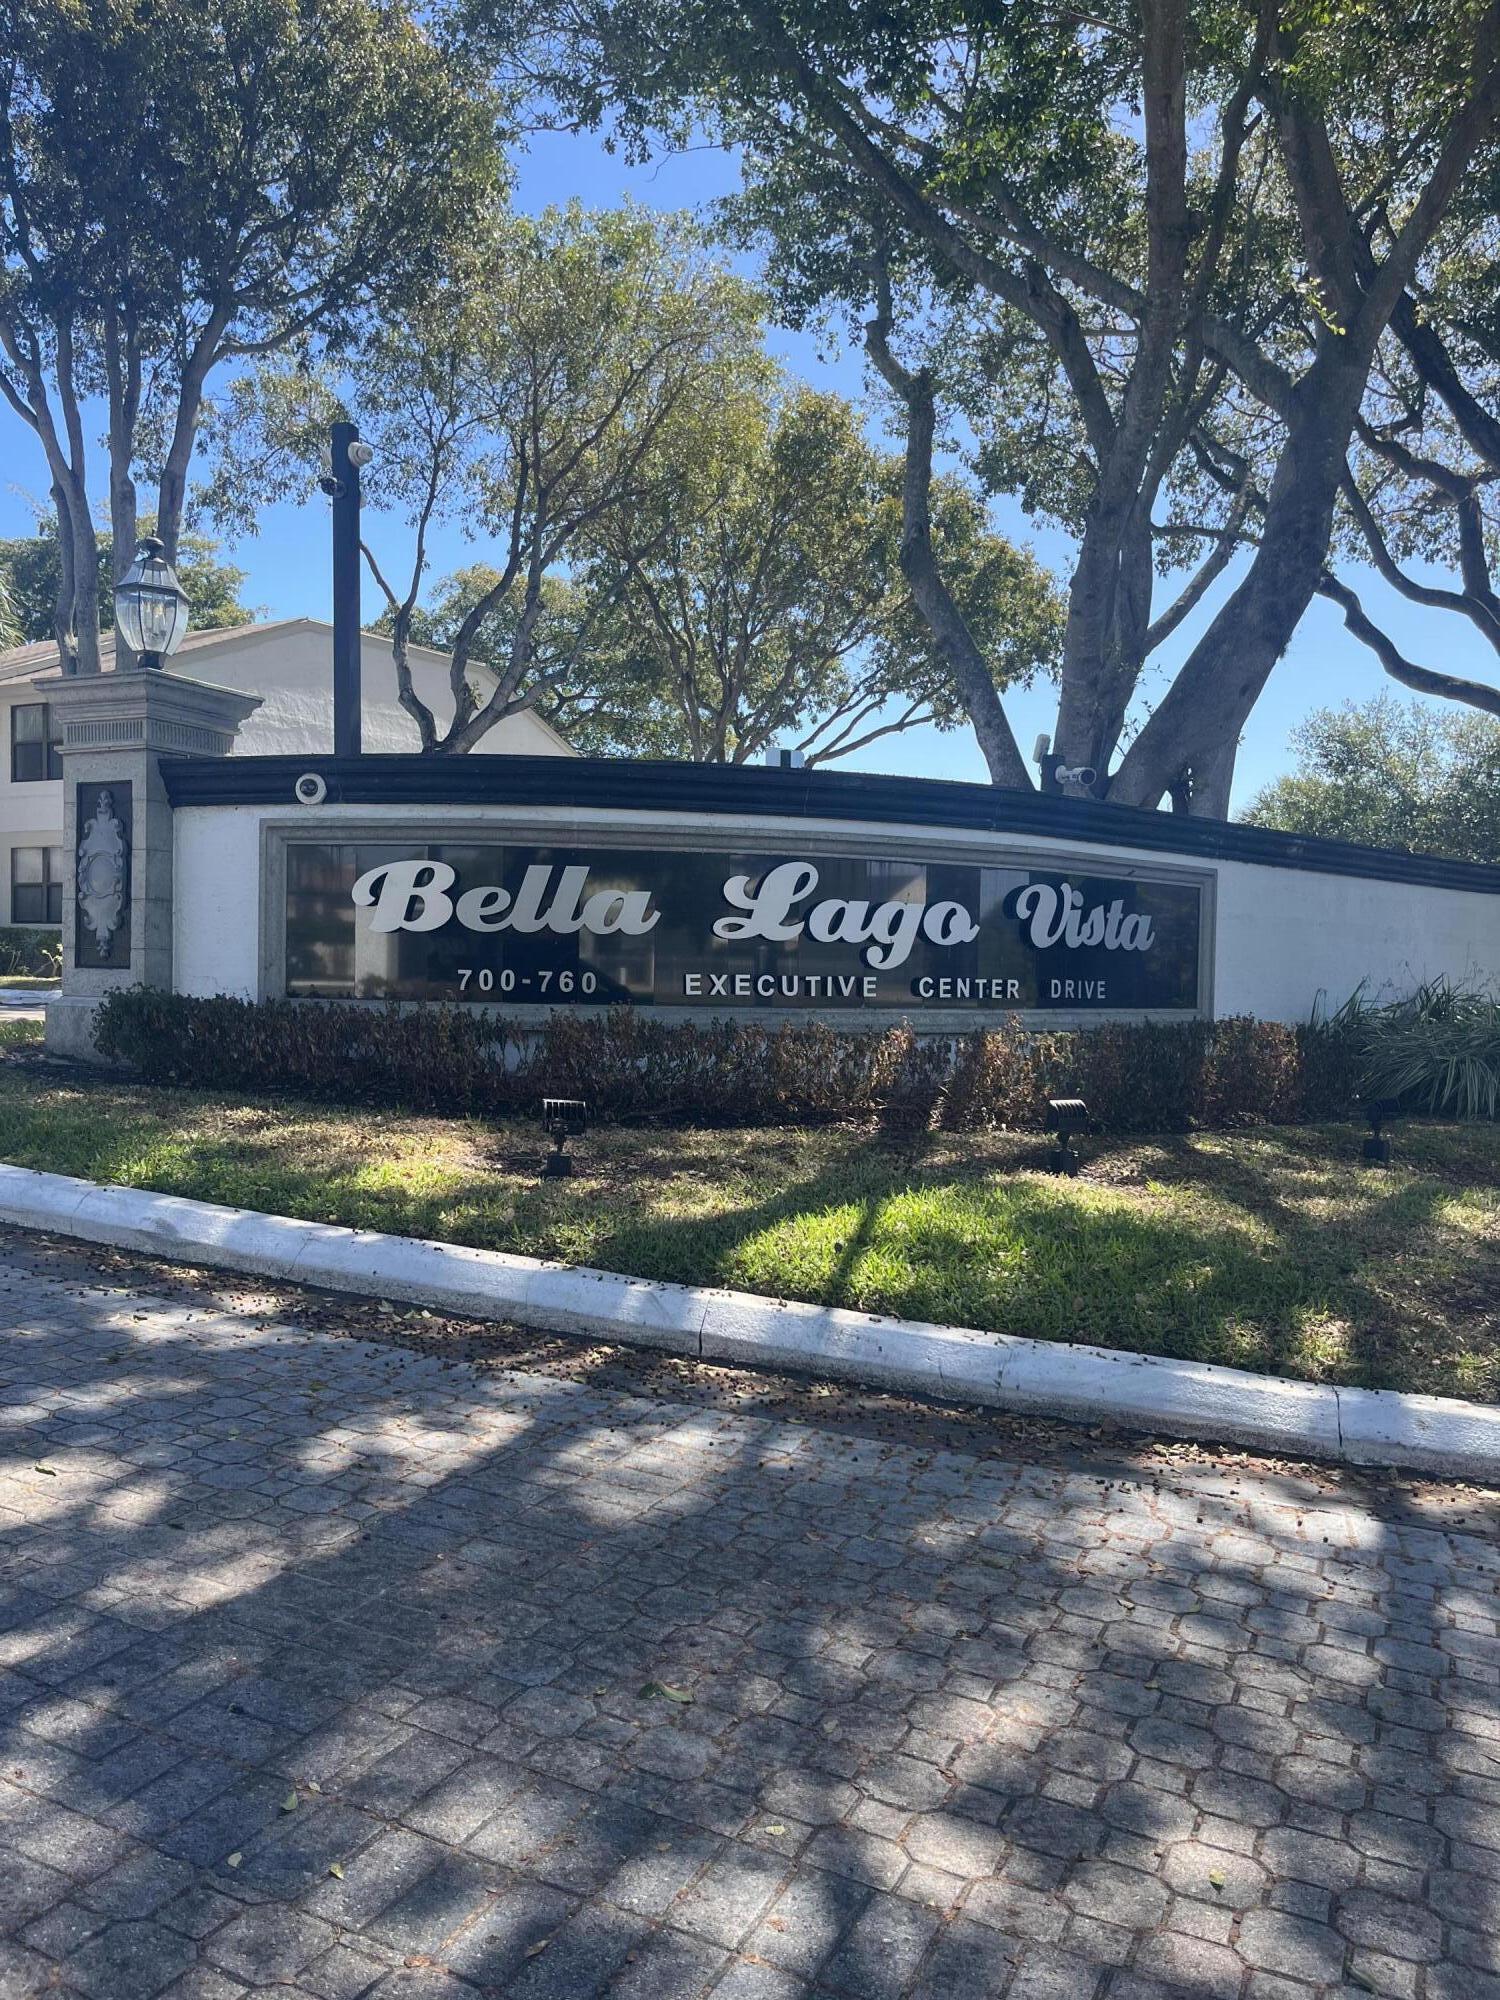 Bella Lago Vista
700-760 EXECUTIVE CENTER DRIVE